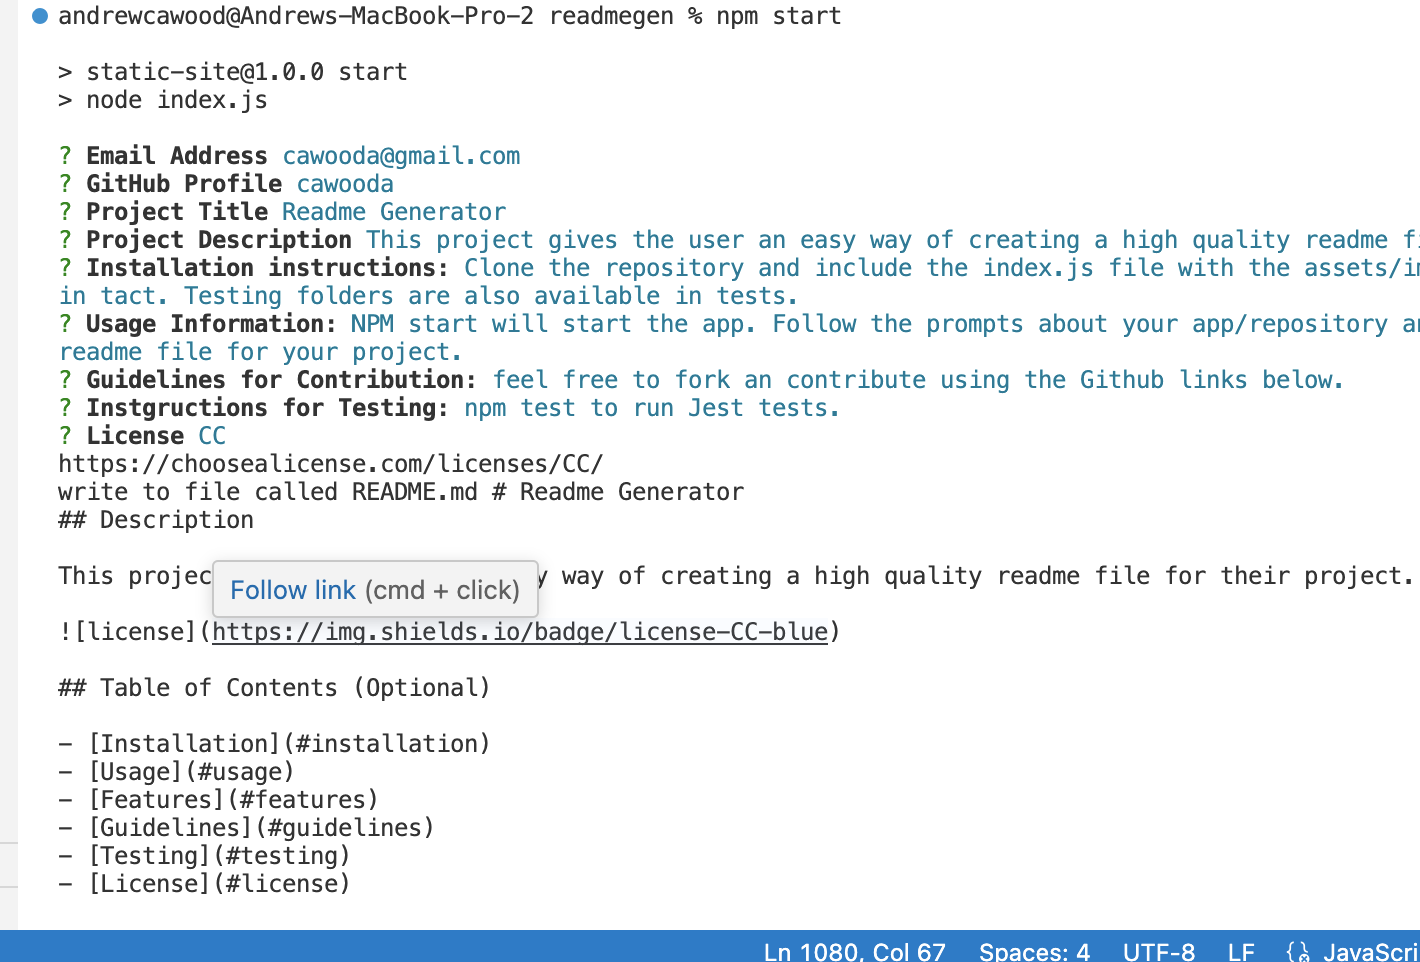 andrewcawood@Andrews-MacBook-Pro-2 readmegen % npm start
> static-site@1.0.0 start
> node index.js
? Email Address cawooda@gmail.com
? GitHub Profile cawooda
? Project Title Readme Generator
? Project Description This project gives the user an easy way of creating a high quality readme
? Installation instructions: Clone the repository and include the index.js file with the
in tact. Testing folders are also available in tests.
? Usage Information: NPM start will start the app. Follow the prompts about your app/repository
readme file for your project.
? Guidelines for Contribution: feel free to fork an contribute using the Github links below.
? Instgructions for Testing: npm test to run Jest tests.
? License CC
https://choosealicense.com/licenses/CC/
write to file called README.md # Readme Generator
## Description
This projec y way of creating a high quality readme file for their project.
Follow link (cmd + click)
![license](https://img.shields.io/badge/license-CC-blue)
## Table of Contents (Optional)
- [Installation](#installation)
- [Usage](#usage)
- [Features](#features)
- [Guidelines](#guidelines)
- [Testing](#testing)
- [License](#license)
Ln 1080, Col 67 Spaces: 4 UTF-8 LF {} JavaScri